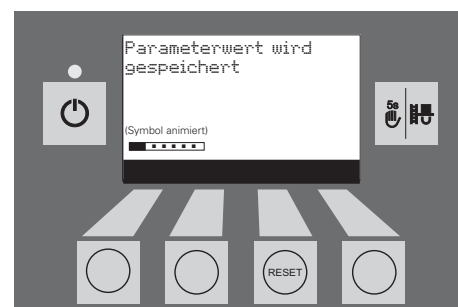 Parameterwert wird
gespeichert
(Symbol animiert)
5s
RESET